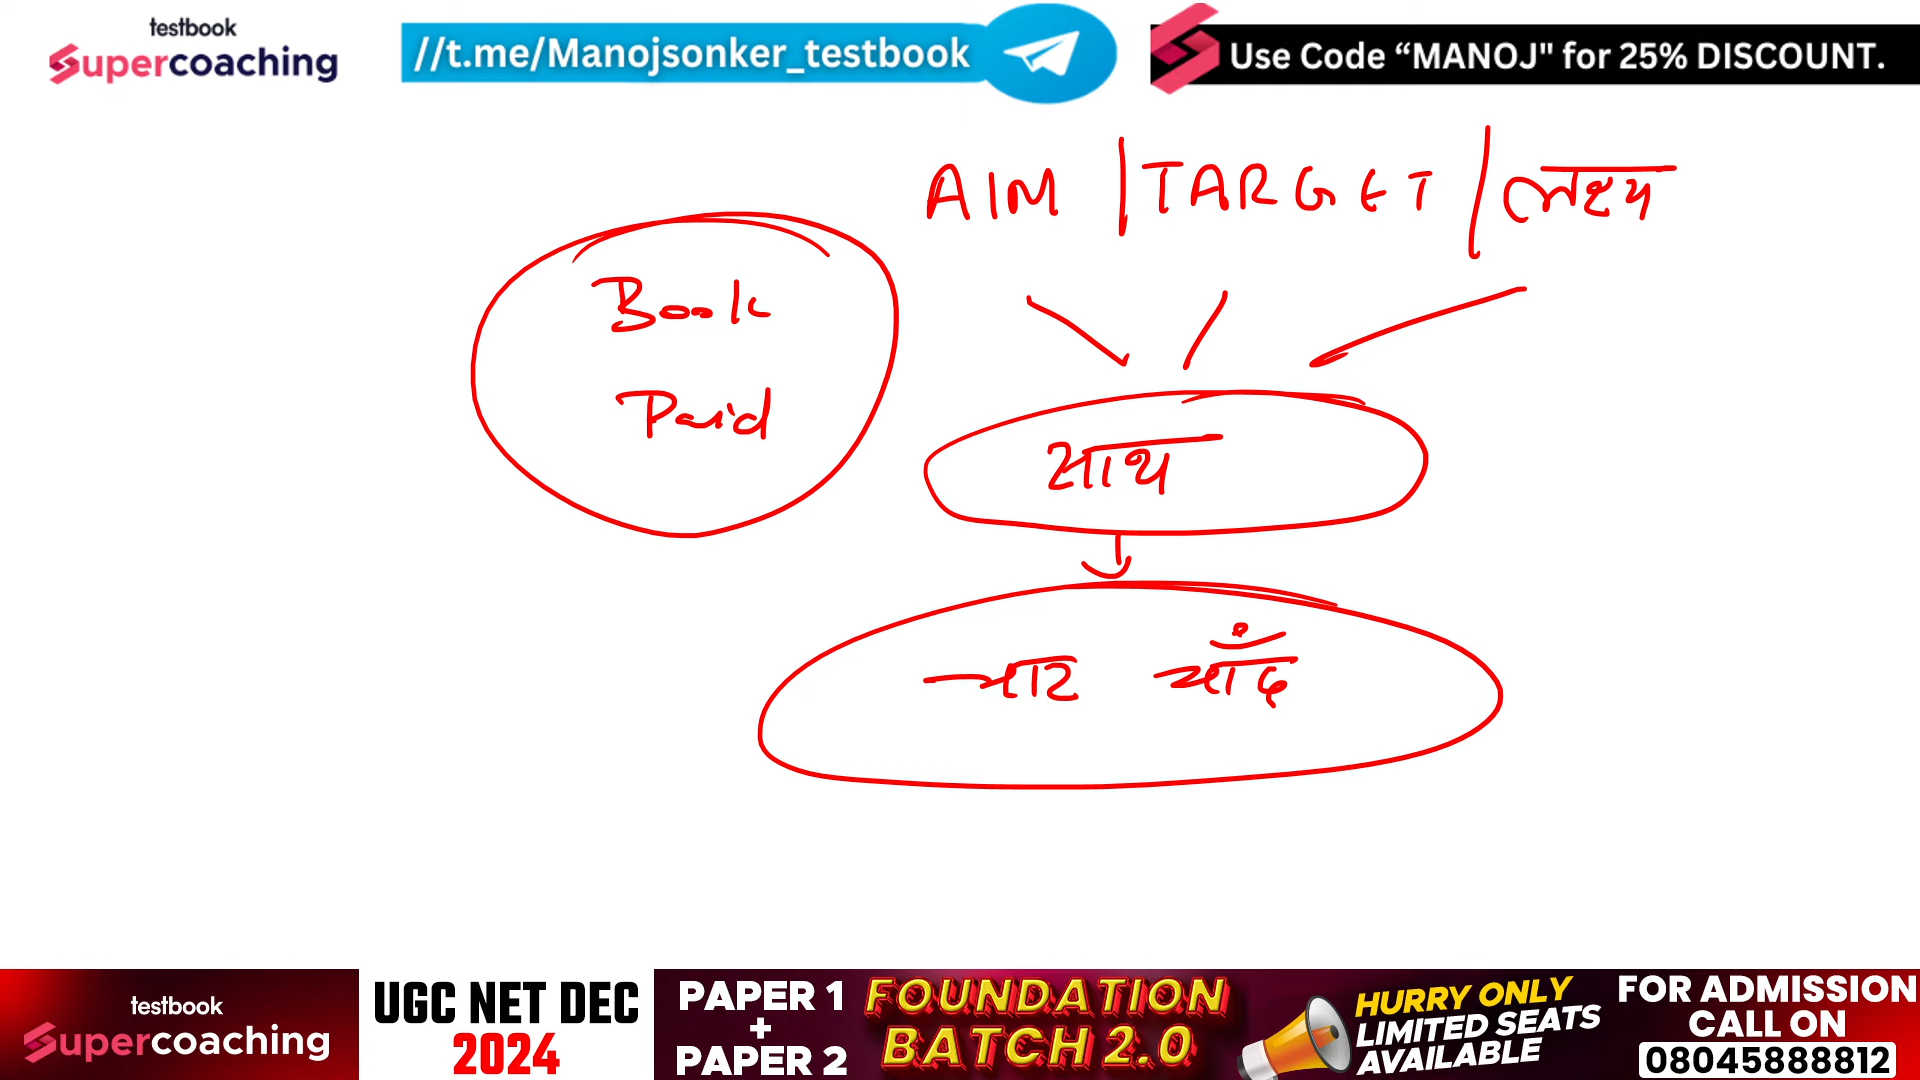 testbook
Supercoaching
//t.me/Manojsonker_testbook
Use Code “MANOJ" for 25% DISCOUNT.
AIM | TARGET | लक्ष्य
Book
Paid
साथ
चार चाँद
testbook
Supercoaching
UGC NET DEC
2024
PAPER 1
+
PAPER 2
FOUNDATION
BATCH 2.0
HURRY ONLY
LIMITED SEATS
AVAILABLE
FOR ADMISSION
CALL ON
08045888812